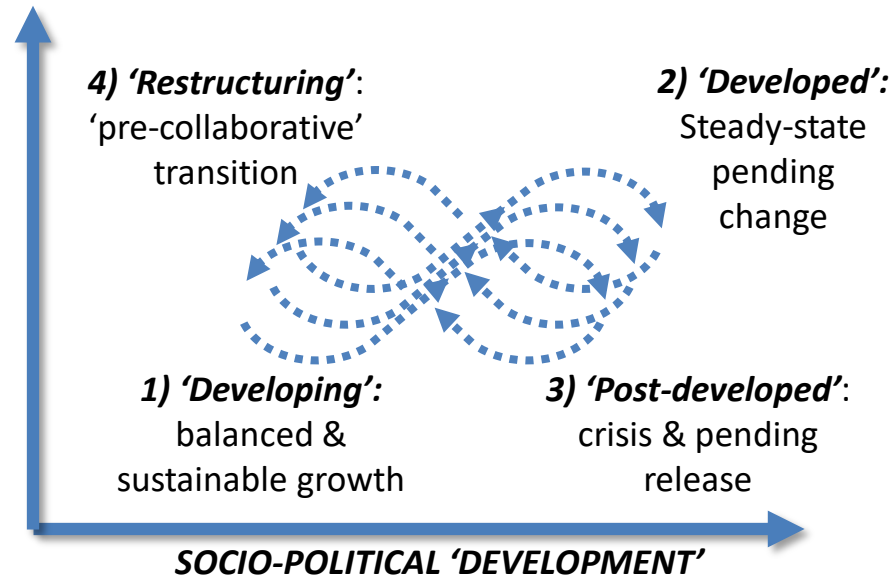 4) ‘Restructuring’:
‘pre-collaborative’
transition
2) ‘Developed’:
Steady-state
pending
change
1) ‘Developing’:
balanced &
sustainable growth
3) ‘Post-developed’:
crisis & pending
release
SOCIO-POLITICAL ‘DEVELOPMENT’